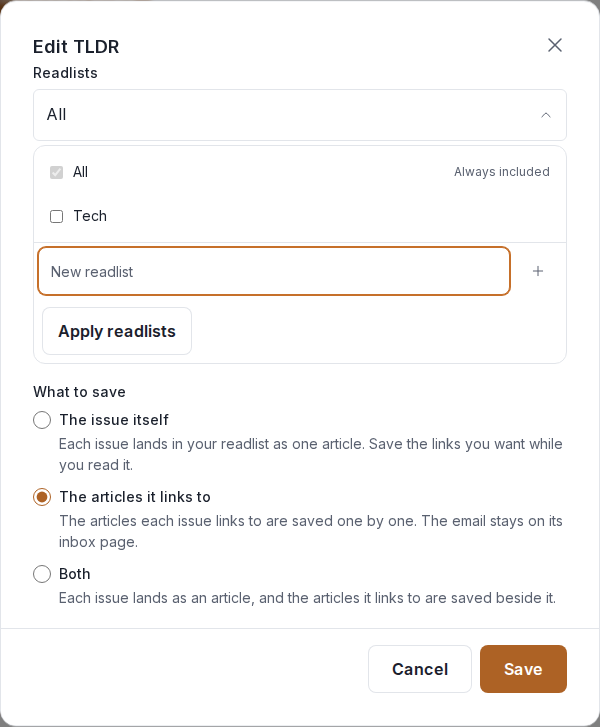 Edit TLDR
Readlists
All
All
Always included
Tech
New readlist
Apply readlists
What to save
The issue itself
Each issue lands in your readlist as one article. Save the links you want while
you read it.
The articles it links to
The articles each issue links to are saved one by one. The email stays on its
inbox page.
Both
Each issue lands as an article, and the articles it links to are saved beside it.
Cancel
Save